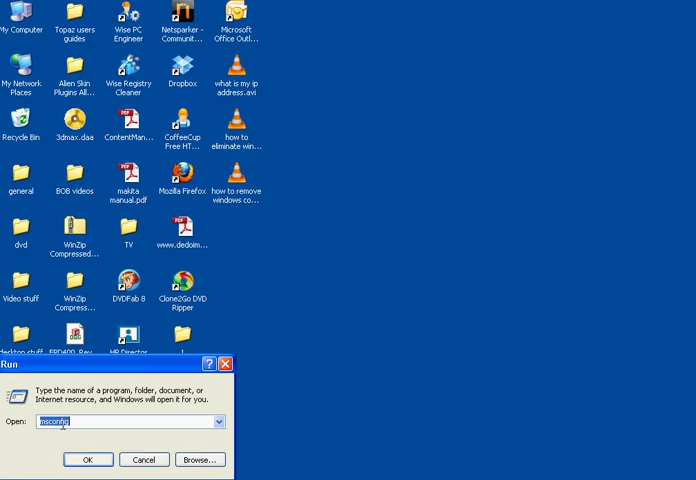 My Computer
Topaz users
guides
Wise PC
Engineer
Netsparker -
Communit...
Microsoft
Office Outl...
My Network
Places
Alien Skin
Plugins All...
Wise Registry
Cleaner
Dropbox
what is my ip
address.avi
Recycle Bin
3dmax.daa
ContentMan...
CoffeeCup
Free HT...
how to
eliminate win...
general
BOB videos
makita
manual.pdf
Mozilla Firefox
how to remove
windows co...
dvd
WinZip
Compressed...
TV
www.dedoim...
Video stuff
WinZip
Compress...
DVDFab 8
Clone2Go DVD
Ripper
desktop stuff
EPD400_Rev
HP Director
1
Run
Type the name of a program, folder, document, or
Internet resource, and Windows will open it for you.
Open:
msconfig
OK
Cancel
Browse...